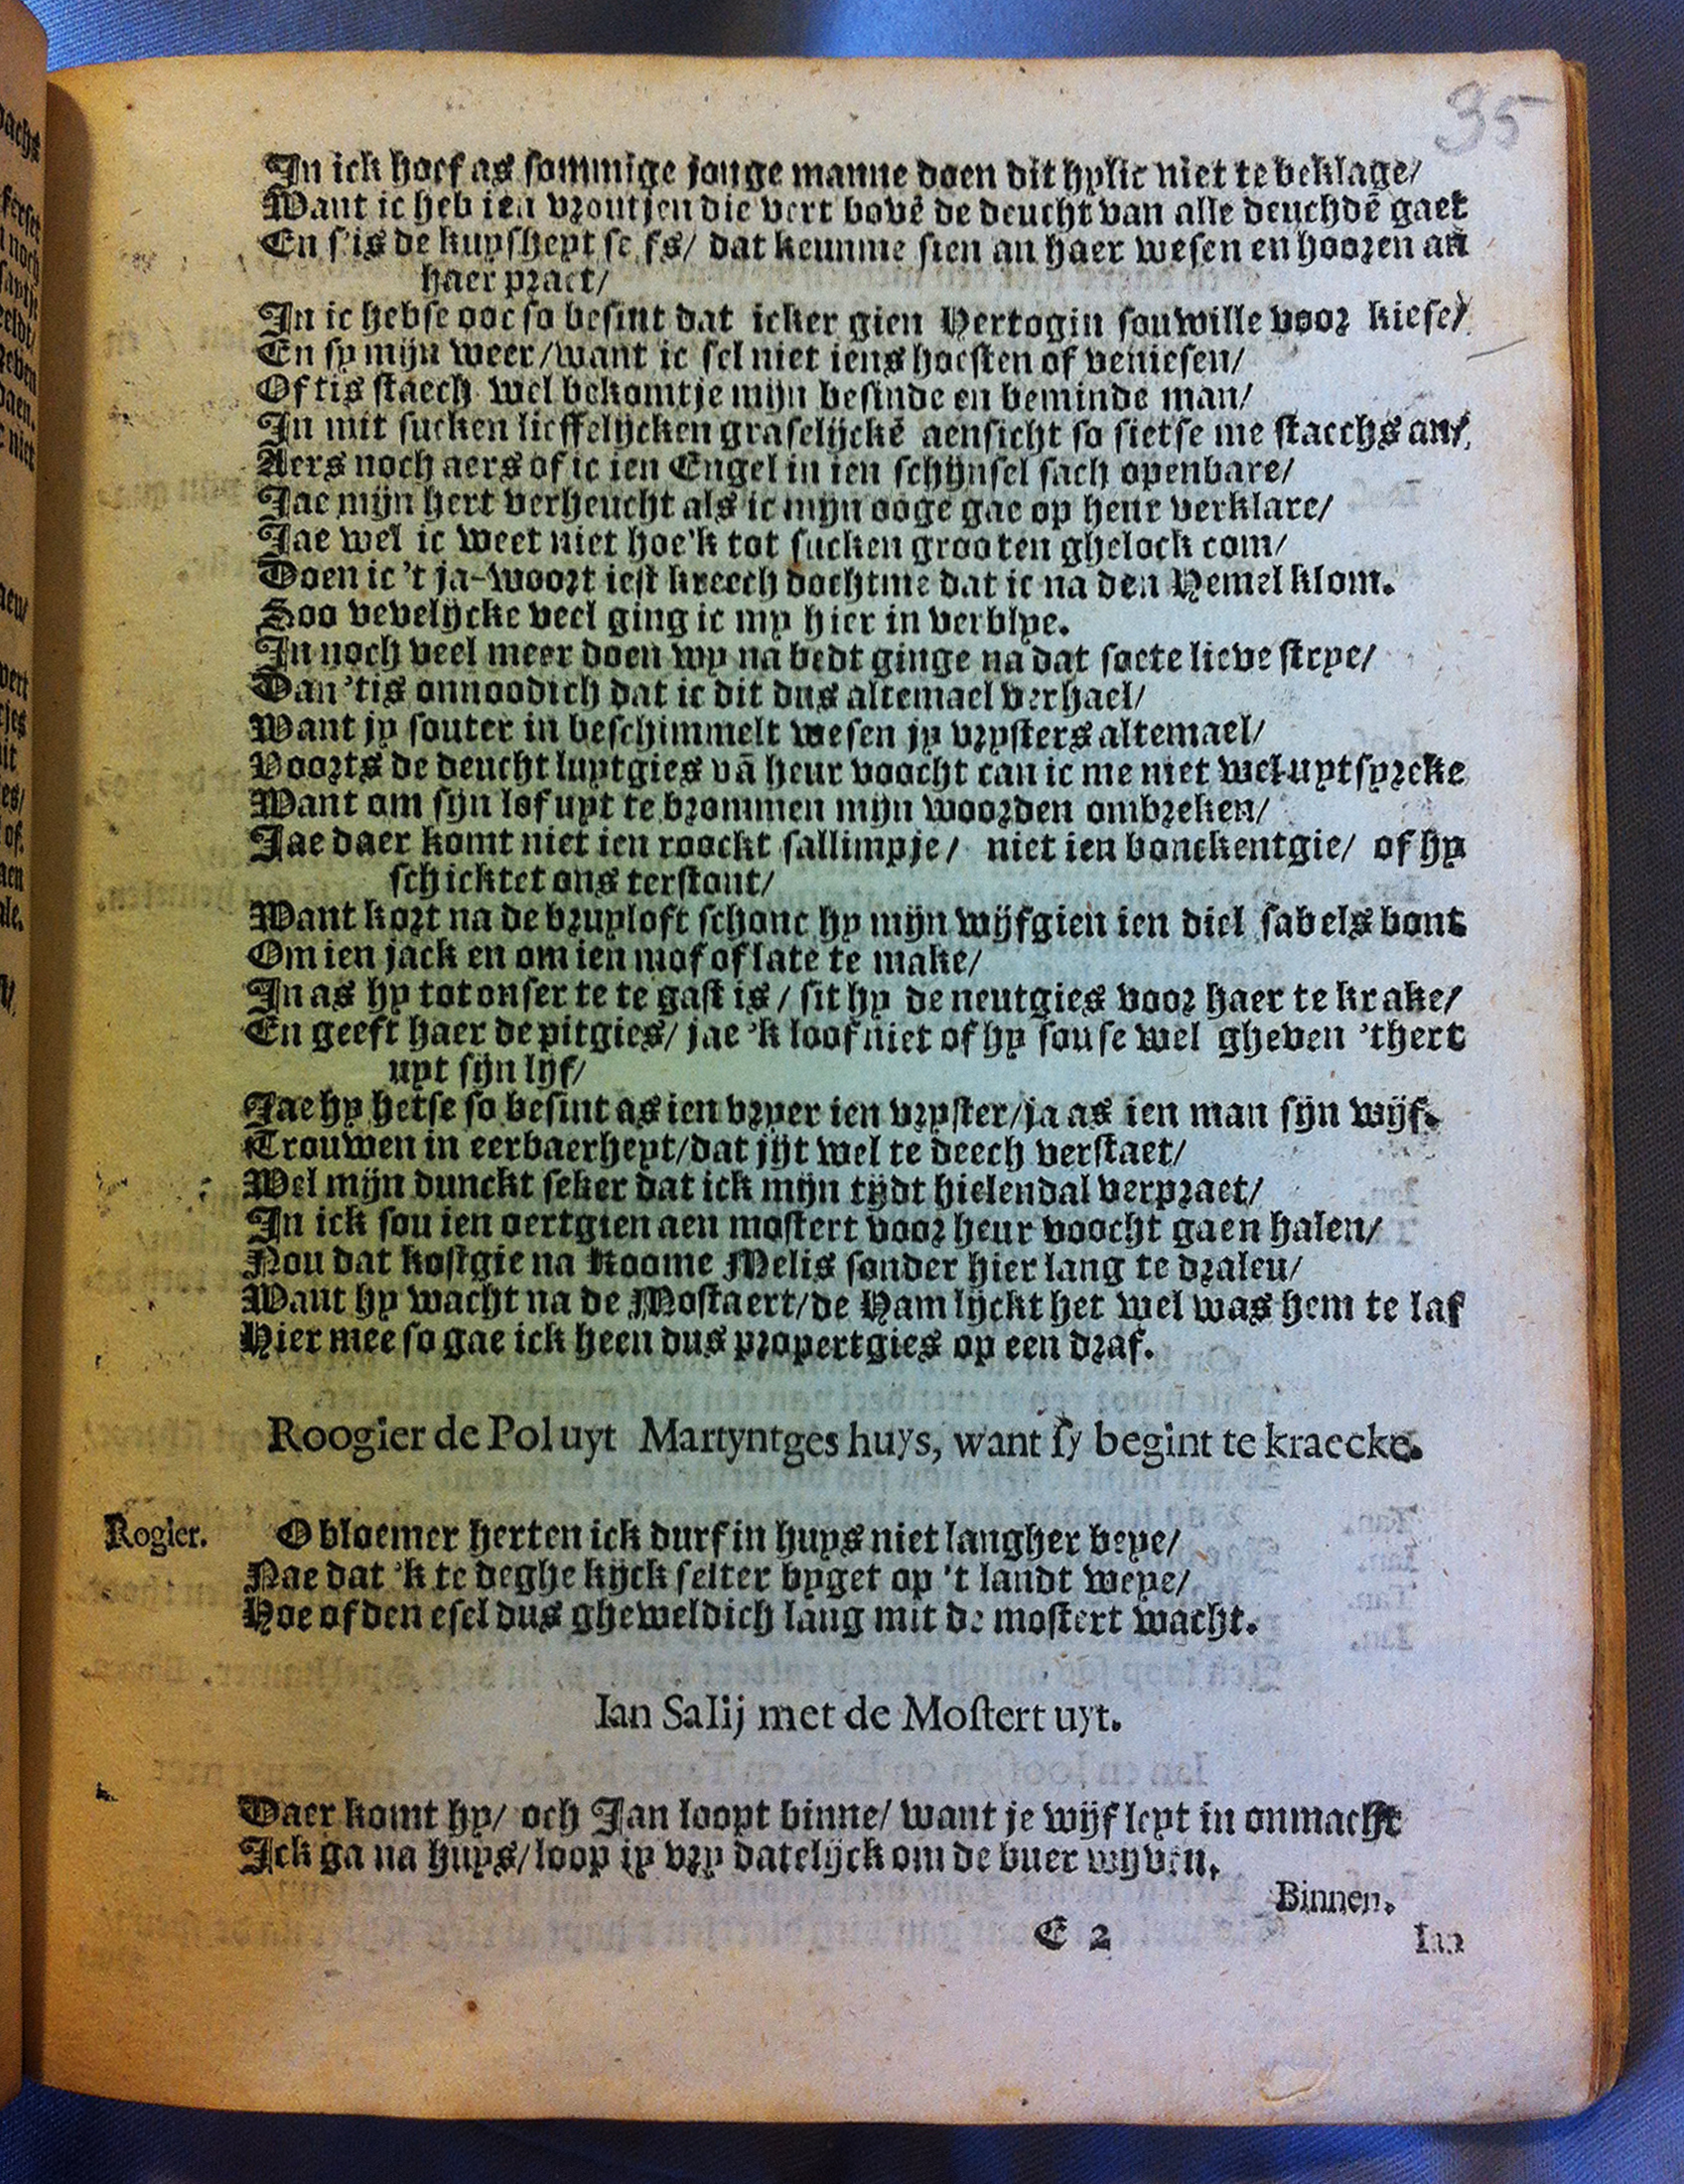 35
In ick hoef as sommige jonge manne doen dit hylic niet te beklage/
Want ic heb ien vroutjen die vert bovē de deucht van alle deuchdē gaet
En s'is de kuysheyt se fs/ dat keunme sien an haer wesen en hooren an
haer praet/
In ic hebse ooc so besint dat icker gien Hertogin souwille voor kiese/
En sy mijn weer/want ic sel niet iens hoesten of veniesen/
Of tis staech wel bekomtje mijn besinde en beminde man/
In mit sucken lieffelijcken graselijckē aensicht so sietse me staechs an/
Aers noch aers of ic ien Engel in ien schijnsel sach openbare/
Jae mijn hert verheucht als ic mijn ooge gae op heur verklare/
Jae wel ic weet niet hoe'k tot sucken grooten ghelock com/
Doen ic 't ja-woort iest kreech dochtme dat ic na den Hemel klom.
Soo vevelijcke veel ging ic my hier in verblye.
In noch veel meer doen wy na bedt ginge na dat soete lieve streye/
Dan 'tis onnoodich dat ic dit dus altemael verhael/
Want jy souter in beschimmelt wesen jy vrysters altemael/
Voorts de deucht luytgies vā heur voocht can ic me niet wel uytspreke
Want om sijn lof uyt te brommen mijn woorden ombreken/
Jae daer komt niet ien roockt sallimpje/ niet ien bonckentgie/ of hy
schicktet ons terstont/
Want kort na de bruyloft schonc hy mijn wijfgien ien diel sabels bont
Om ien jack en om ien mof of late te make/
In as hy tot onser te te gast is/ sit hy de neutgies voor haer te krake/
En geeft haer de pitgies/ jae 'k loof niet of hy sou se wel gheven 'thert
uyt sijn lijf/
Jae hy hetse so besint as ien vryer ien vryster/ja as ien man sijn wijf.
Trouwen in eerbaerheyt/dat jijt wel te deech verstaet/
Wel mijn dunckt seker dat ick mijn tijdt hielendal verpraet/
In ick sou ien oertgien aen mostert voor heur voocht gaen halen/
Nou dat kostgie na Koome Melis sonder hier lang te dralen/
Want hy wacht na de Mostaert/de Ham lijckt het wel was hem te laf
Hier mee so gae ick heen dus propertgies op een draf.
Roogier de Pol uyt Martyntges huys, want sy begint te kraecke.
Rogier. O bloemer herten ick durf in huys niet langher beye/
Nae dat 'k te deghe kijck selter byget op 't landt weye/
Hoe of den esel dus gheweldich lang mit de mostert wacht.
Ian Salij met de Mostert uyt.
Daer komt hy/ och Jan loopt binne/ want je wijf leyt in onmacht
Ick ga na huys/loop jy vry datelijck om de buer wyven.
Binnen.
E 2
Ian